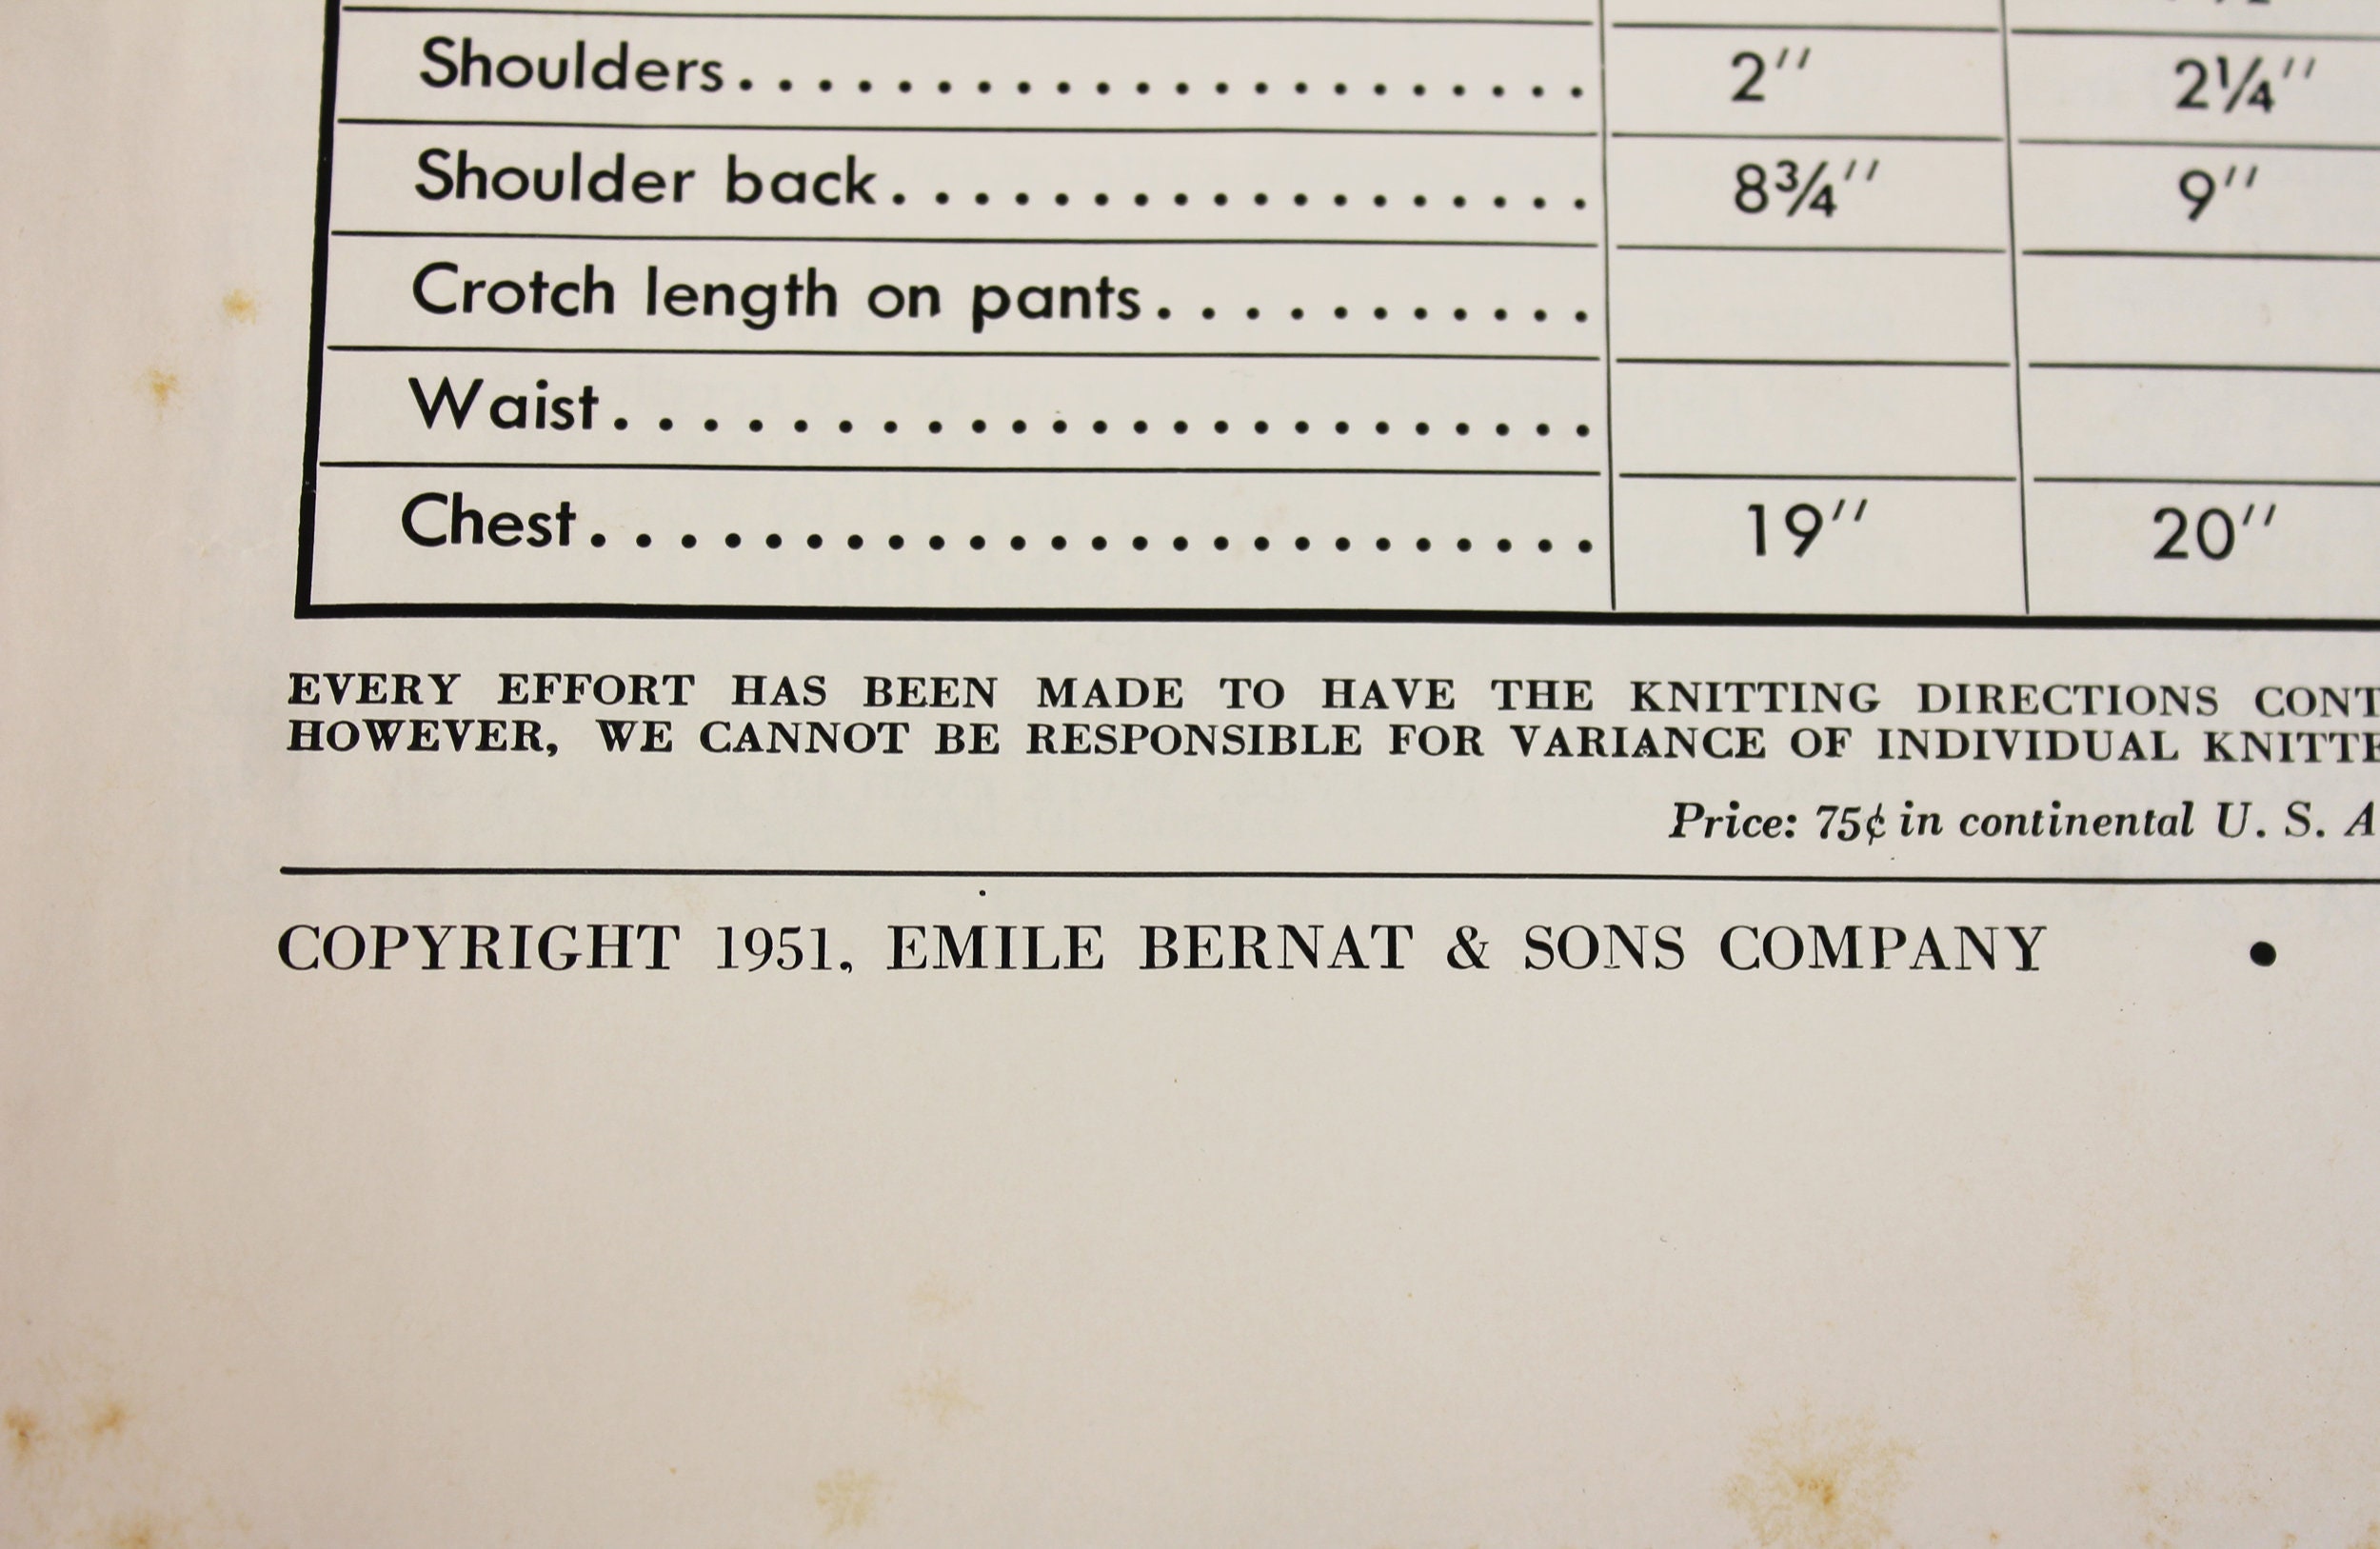 Shoulders........................ 2" 2¼"
Shoulder back.................. 8¾" 9"
Crotch length on pants............
Waist.......................
Chest......................... 19" 20"
EVERY EFFORT HAS BEEN MADE TO HAVE THE KNITTING DIRECTIONS
HOWEVER, WE CANNOT BE RESPONSIBLE FOR VARIANCE OF INDIVIDUAL
Price: 75¢ in continental U. S. A
COPYRIGHT 1951, EMILE BERNAT & SONS COMPANY •